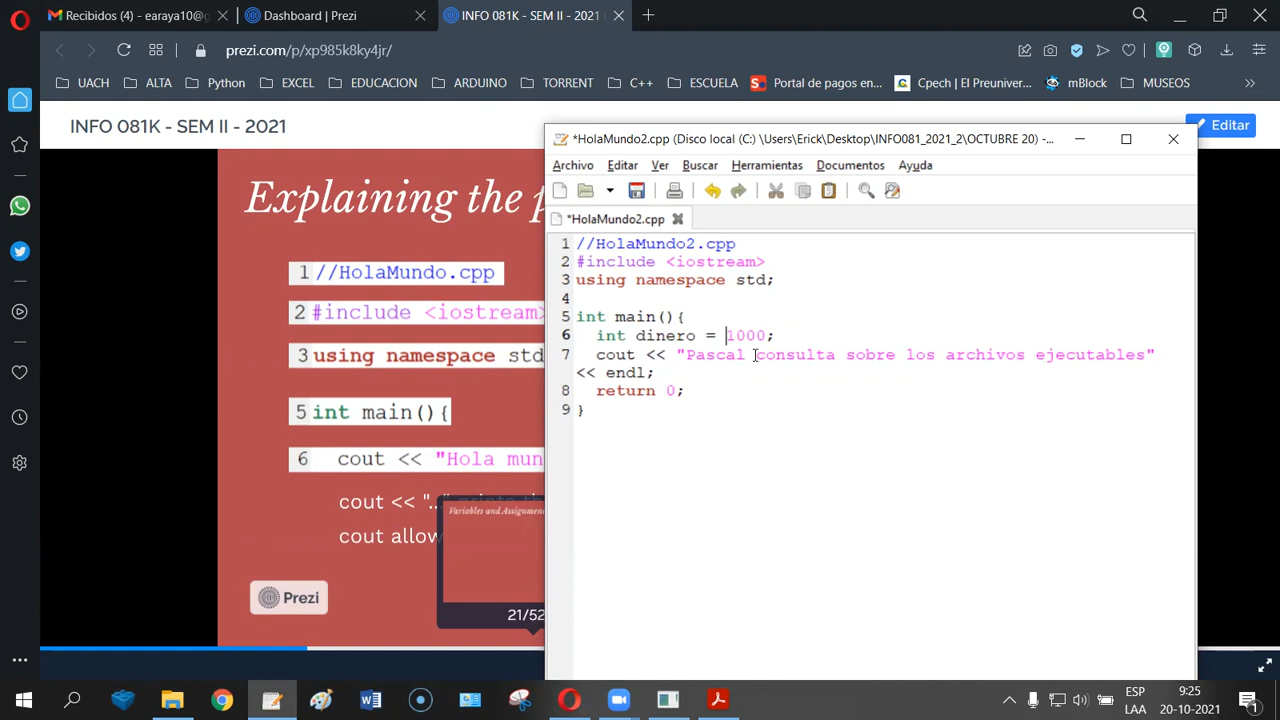 Recibidos (4) - earaya10@g
Dashboard | Prezi
INFO 081K - SEM II - 2021
prezi.com/p/xp985k8ky4jr/
UACH
ALTA
Python
EXCEL
EDUCACION
ARDUINO
TORRENT
C++
ESCUELA
Portal de pagos en...
Cpech | El Preuniver...
mBlock
MUSEOS
INFO 081K - SEM II - 2021
Editar
Explaining the p
1 //HolaMundo.cpp
2 #include <iostream>
3 using namespace std
5 int main(){
6 cout << "Hola mun
cout << "..." prints th
cout allow
Variables and Assignment
21/52
Prezi
*HolaMundo2.cpp (Disco local (C:) \Users\Erick\Desktop\INFO081_2021_2\OCTUBRE 20) -...
Archivo Editar Ver Buscar Herramientas Documentos Ayuda
*HolaMundo2.cpp
1 //HolaMundo2.cpp
2 #include <iostream>
3 using namespace std;
4
5 int main(){
6 int dinero = 1000;
7 cout << "Pascal consulta sobre los archivos ejecutables"
<< endl;
8 return 0;
9 }
ESP
LAA
9:25
20-10-2021
1